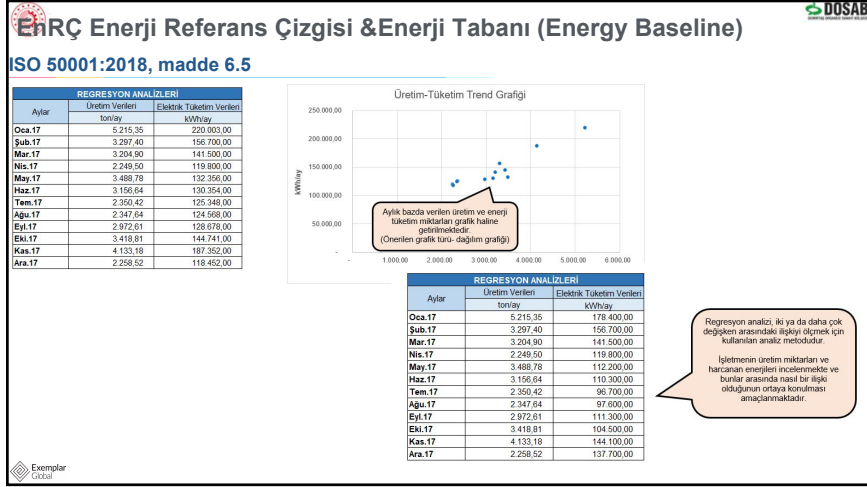 EnRÇ Enerji Referans Çizgisi &Enerji Tabanı (Energy Baseline)
DOSAB
ISO 50001:2018, madde 6.5
REGRESYON ANALİZLERİ
Aylar Üretim Verileri Elektrik Tüketim Verileri
ton/ay kWh/ay
Oca.17 5.215,35 220.003,00
Şub.17 3.297,40 156.700,00
Mar.17 3.204,90 141.500,00
Nis.17 2.249,50 119.800,00
May.17 3.488,78 132.356,00
Haz.17 3.156,64 130.354,00
Tem.17 2.350,42 125.348,00
Ağu.17 2.347,64 124.568,00
Eyl.17 2.972,61 128.678,00
Eki.17 3.418,81 144.741,00
Kas.17 4.133,18 187.352,00
Ara.17 2.258,52 118.452,00
Üretim-Tüketim Trend Grafiği
250.000,00
200.000,00
150.000,00
100.000,00
50.000,00
-
kWh/ay
- 1.000,00 2.000,00 3.000,00 4.000,00 5.000,00 6.000,00
Aylık bazda verilen üretim ve enerji
tüketim miktarları grafik haline
getirilmektedir.
(Önerilen grafik türü- dağılım grafiği)
REGRESYON ANALİZLERİ
Aylar Üretim Verileri Elektrik Tüketim Verileri
ton/ay kWh/ay
Oca.17 5.215,35 178.400,00
Şub.17 3.297,40 156.700,00
Mar.17 3.204,90 141.500,00
Nis.17 2.249,50 119.800,00
May.17 3.488,78 112.200,00
Haz.17 3.156,64 110.300,00
Tem.17 2.350,42 96.700,00
Ağu.17 2.347,64 97.600,00
Eyl.17 2.972,61 111.300,00
Eki.17 3.418,81 104.500,00
Kas.17 4.133,18 144.100,00
Ara.17 2.258,52 137.700,00
Regresyon analizi, iki ya da daha çok
değişken arasındaki ilişkiyi ölçmek için
kullanılan analiz metodudur.
İşletmenin üretim miktarları ve
harcanan enerjileri incelenmekte ve
bunlar arasında nasıl bir ilişki
olduğunun ortaya konulması
amaçlanmaktadır.
Exemplar
Global